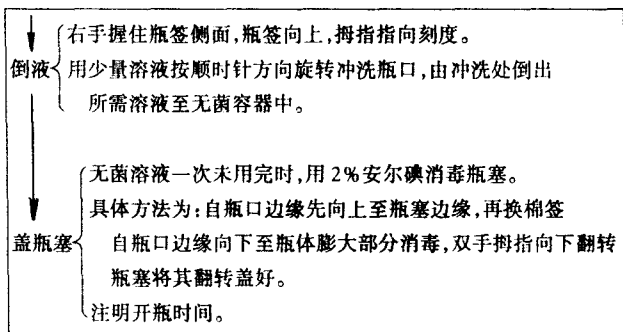 右手握住瓶签侧面,瓶签向上,拇指指向刻度。
倒液
用少量溶液按顺时针方向旋转冲洗瓶口,由冲洗处倒出
所需溶液至无菌容器中。
无菌溶液一次未用完时,用2%安尔碘消毒瓶塞。
具体方法为:自瓶口边缘先向上至瓶塞边缘,再换棉签
盖瓶塞
自瓶口边缘向下至瓶体膨大部分消毒,双手拇指向下翻转
瓶塞将其翻转盖好。
注明开瓶时间。